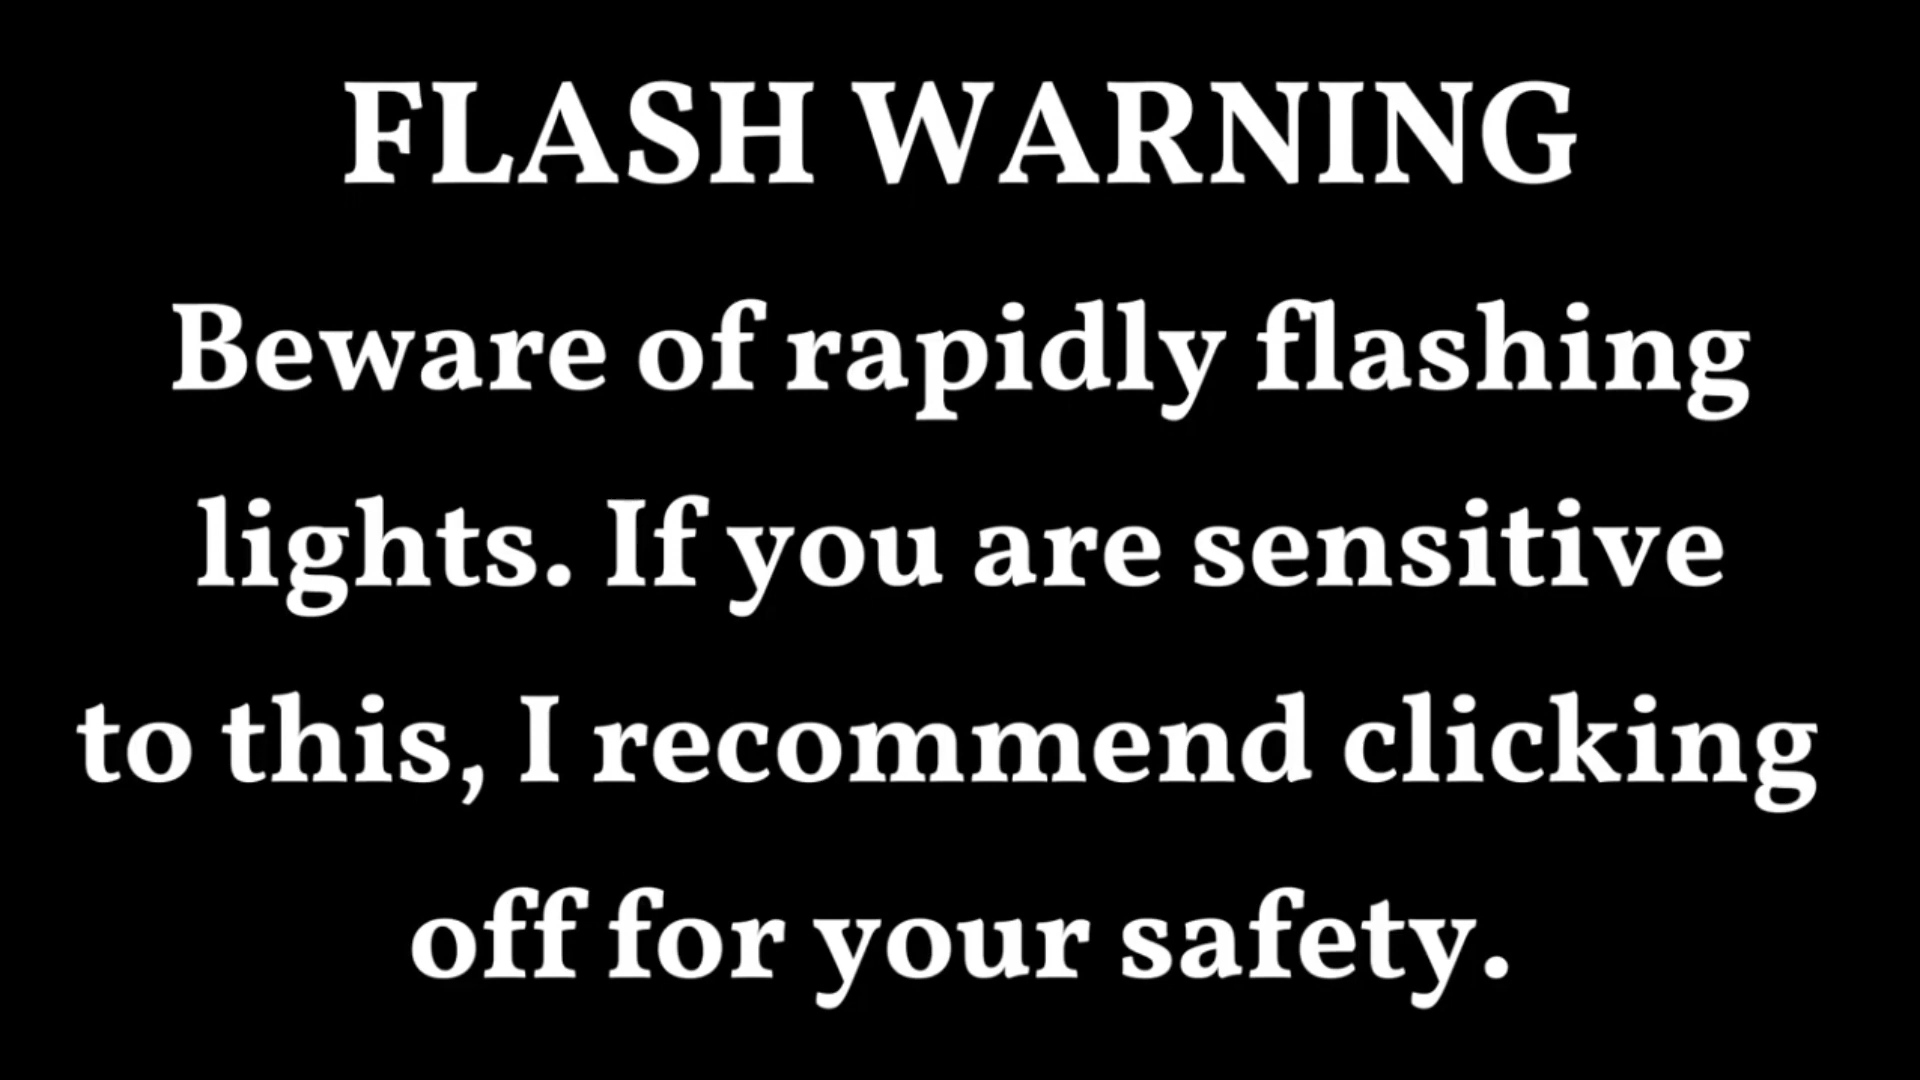 FLASH WARNING
Beware of rapidly flashing
lights. If you are sensitive
to this, I recommend clicking
off for your safety.